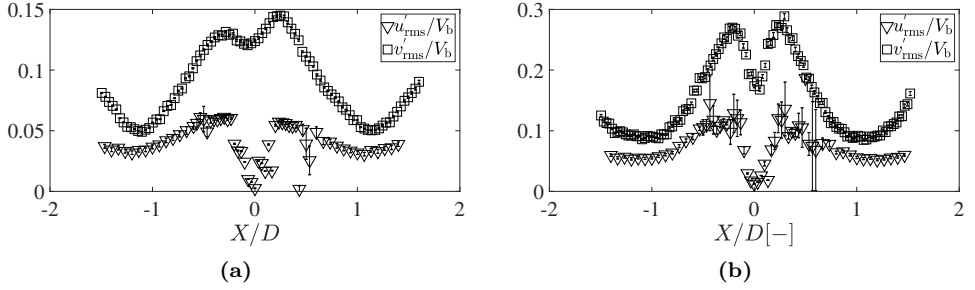 0.15
0.1
0.05
0
-2
-1
0
1
2
X/D
u′rms/Vb
v′rms/Vb
(a)
0.3
0.2
0.1
0
-2
-1
0
1
2
X/D[−]
u′rms/Vb
v′rms/Vb
(b)